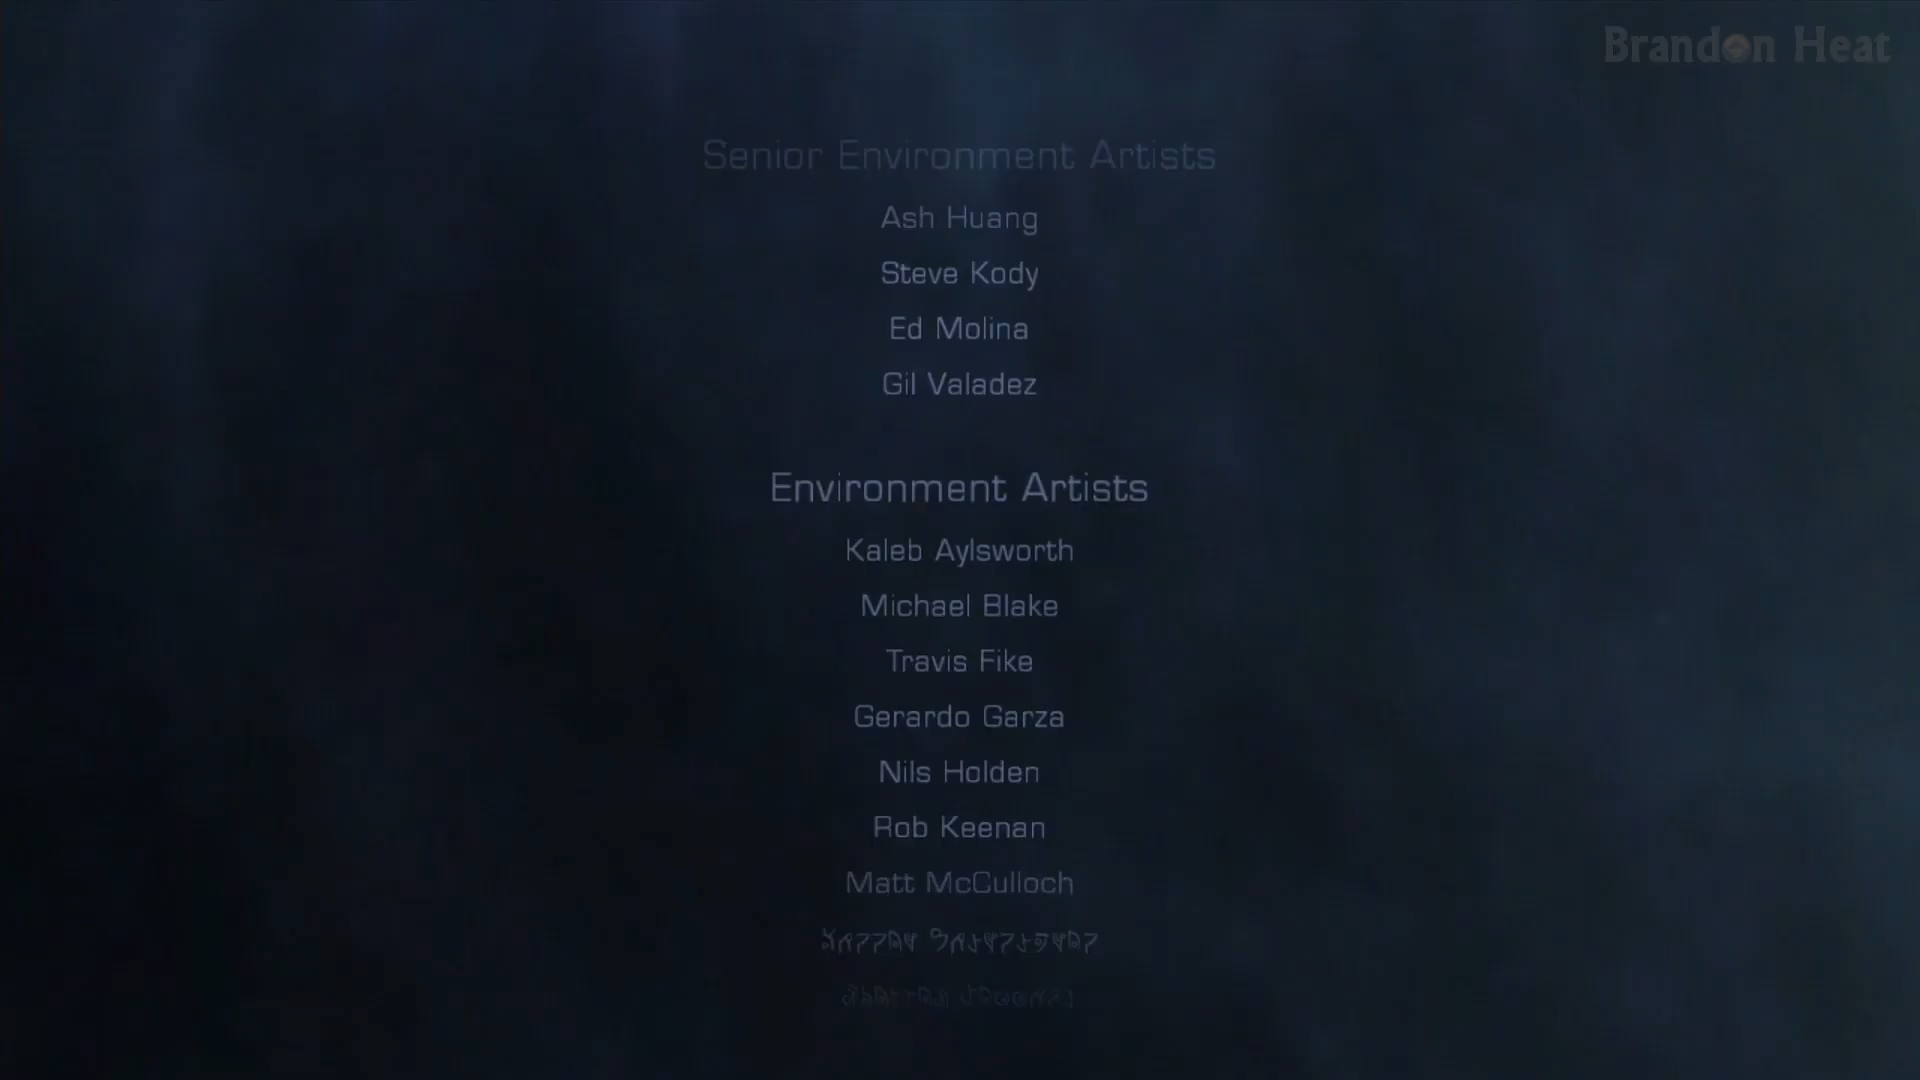 Brandon Heat
Senior Environment Artists
Ash Huang
Steve Kody
Ed Molina
Gil Valadez
Environment Artists
Kaleb Aylsworth
Michael Blake
Travis Fike
Gerardo Garza
Nils Holden
Rob Keenan
Matt McCulloch